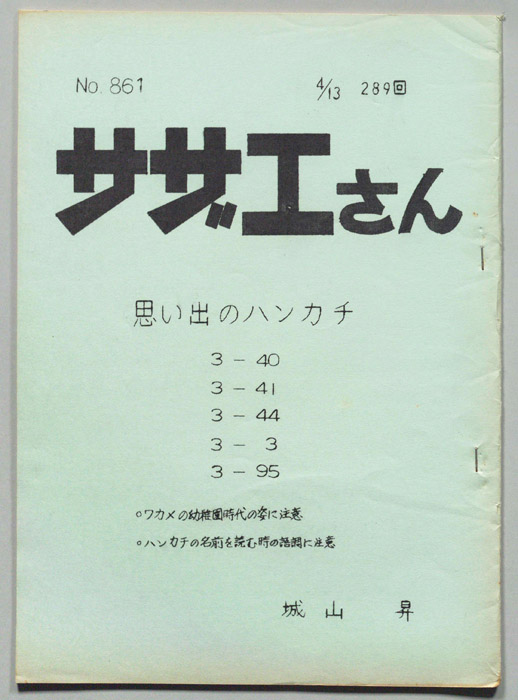 No. 861 4/13 289回
サザエさん
思い出のハンカチ
3 - 40
3 - 41
3 - 44
3 - 3
3 - 95
○ワカメの幼稚園時代の姿に注意
○ハンカチの名前を読む時の語調に注意
城山 昇